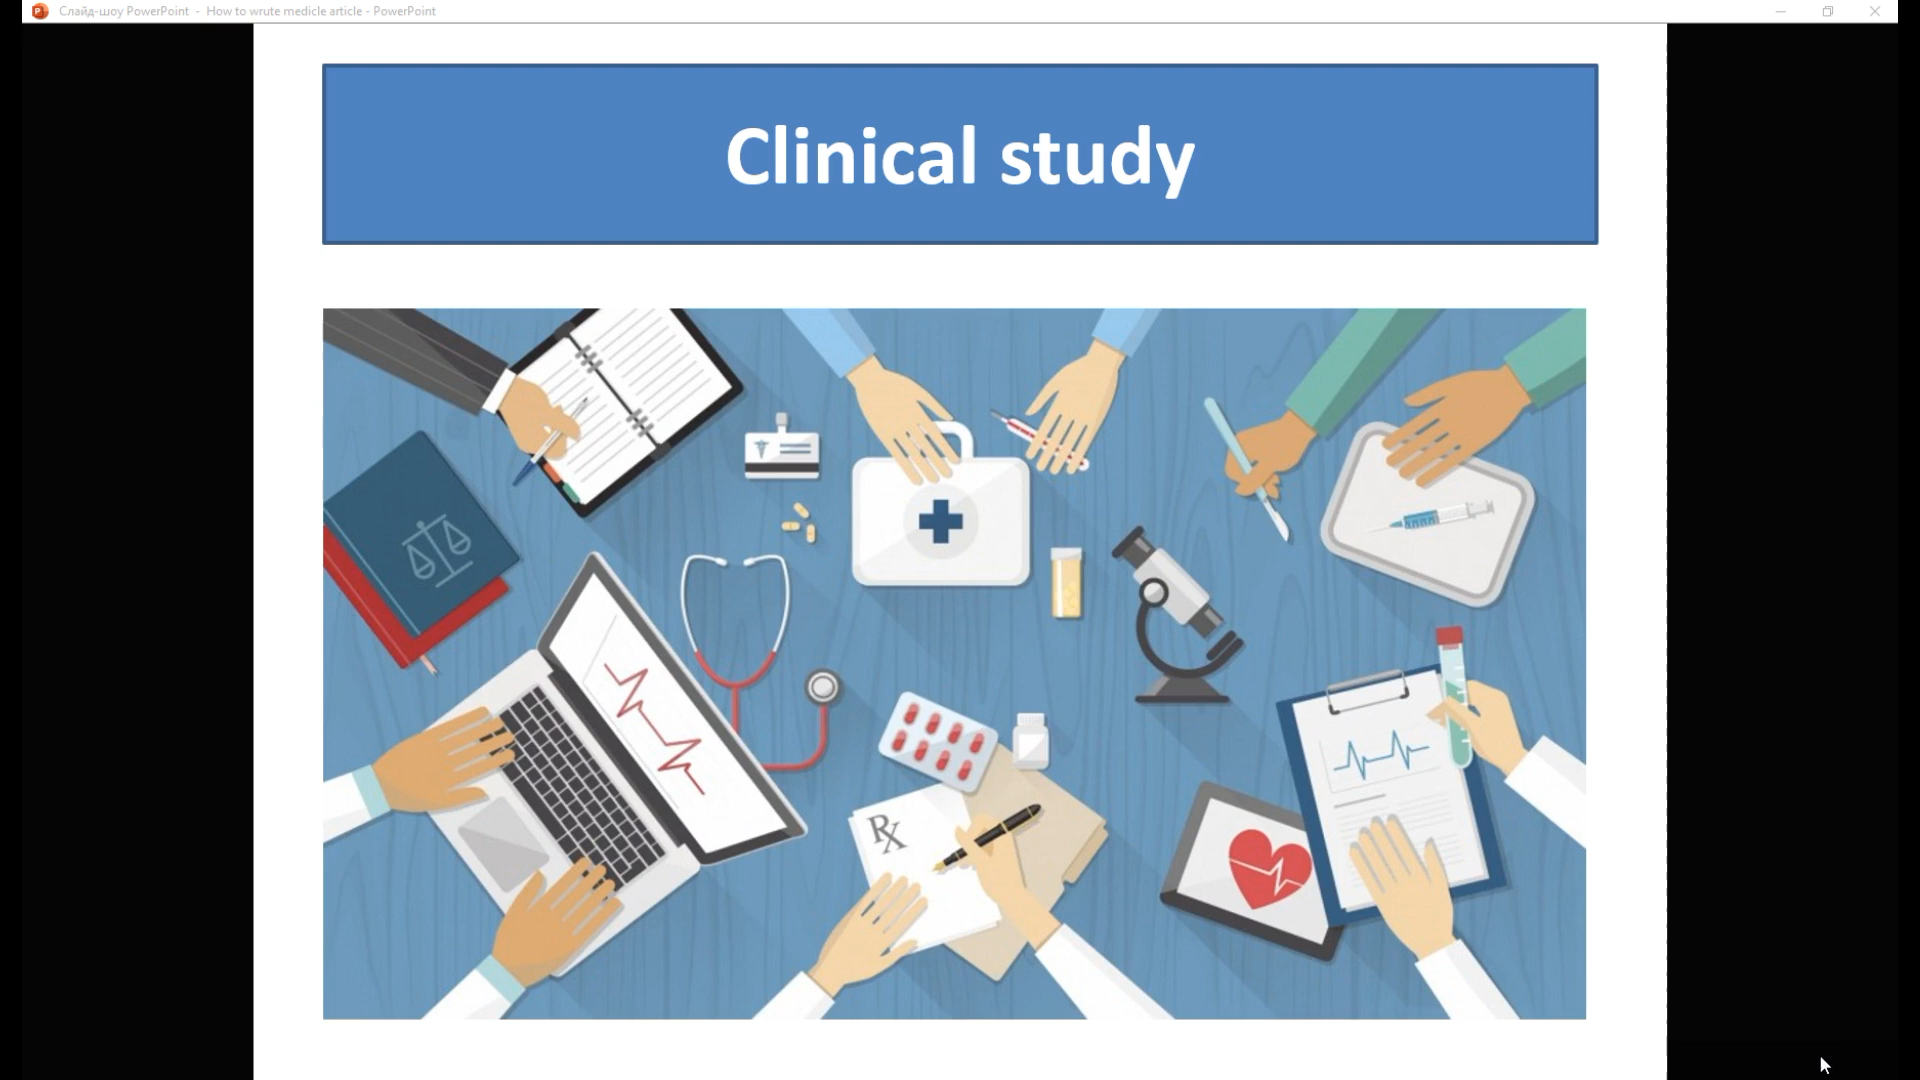 Слайд-шоу PowerPoint - How to wrute medicle article - PowerPoint
Clinical study
Rx